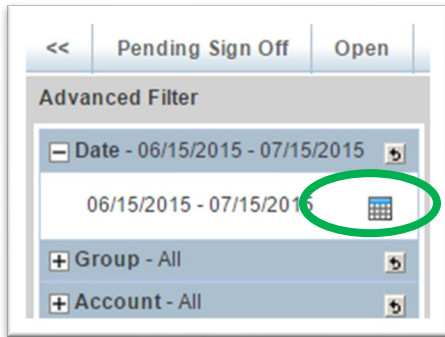 << Pending Sign Off Open
Advanced Filter
Date - 06/15/2015 - 07/15/2015
06/15/2015 - 07/15/2015
Group - All
Account - All